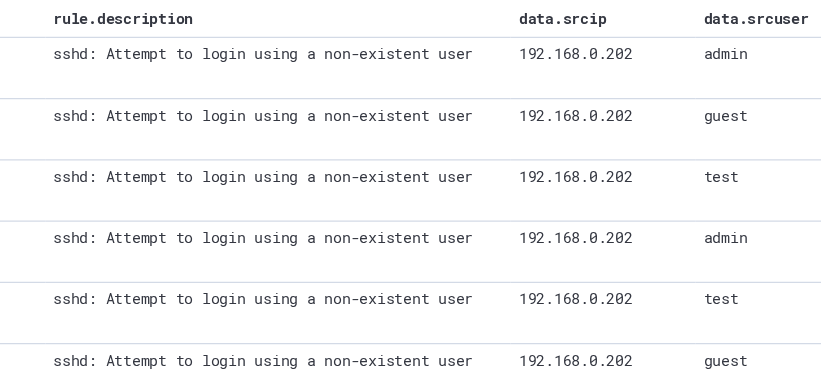 rule.description data.srcip data.srcuser
sshd: Attempt to login using a non-existent user 192.168.0.202 admin
sshd: Attempt to login using a non-existent user 192.168.0.202 guest
sshd: Attempt to login using a non-existent user 192.168.0.202 test
sshd: Attempt to login using a non-existent user 192.168.0.202 admin
sshd: Attempt to login using a non-existent user 192.168.0.202 test
sshd: Attempt to login using a non-existent user 192.168.0.202 guest